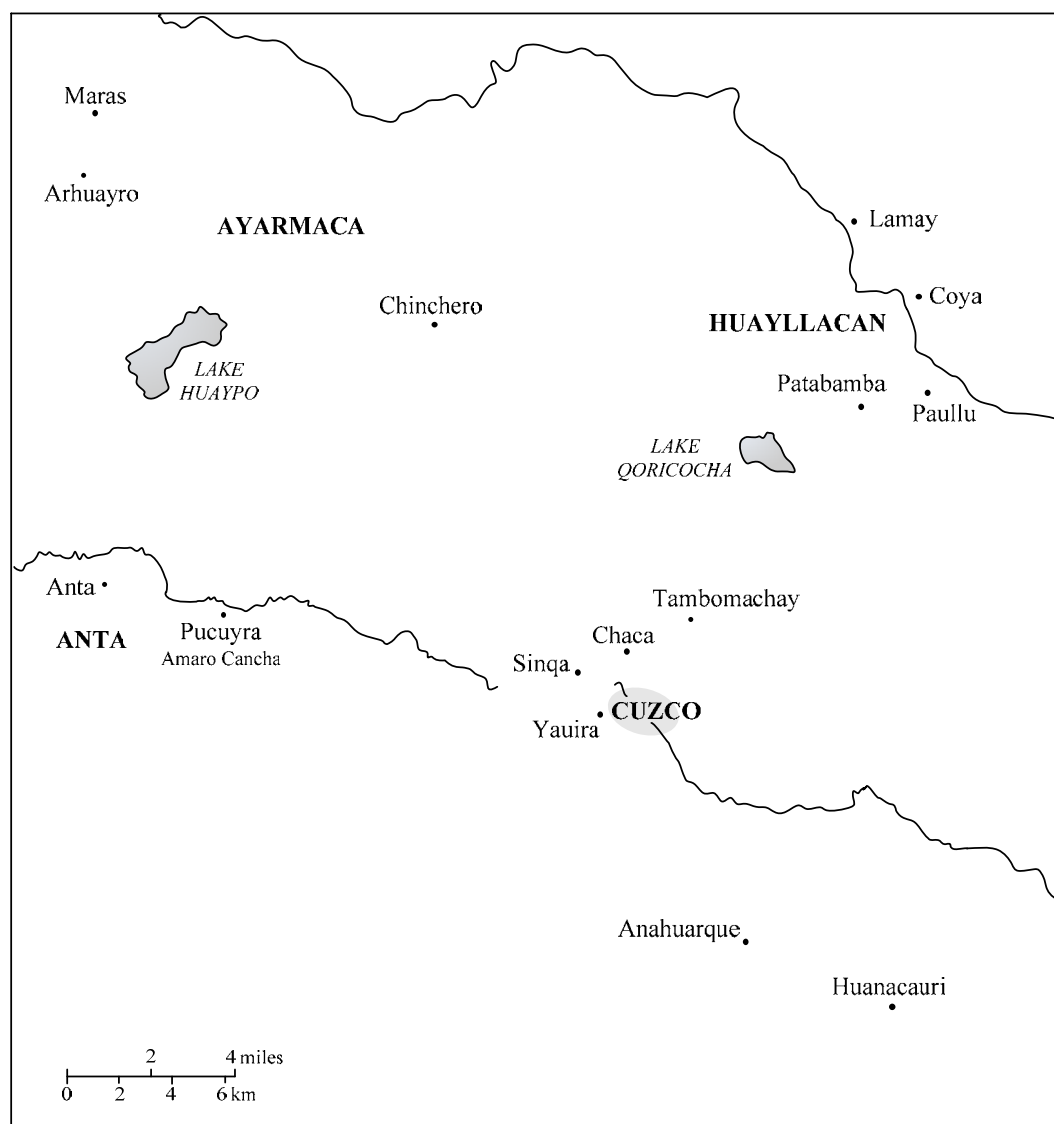 Maras
Arhuayro
AYARMACA
Lamay
Chinchero
Coya
HUAYLLACAN
LAKE
HUAYPO
Patabamba
Paullu
LAKE
QORICOCHA
Anta
ANTA
Pucuyra
Amaro Cancha
Tambomachay
Chaca
Sinqa
CUZCO
Yauira
Anahuarque
Huanacauri
2 4 miles
0 2 4 6 km